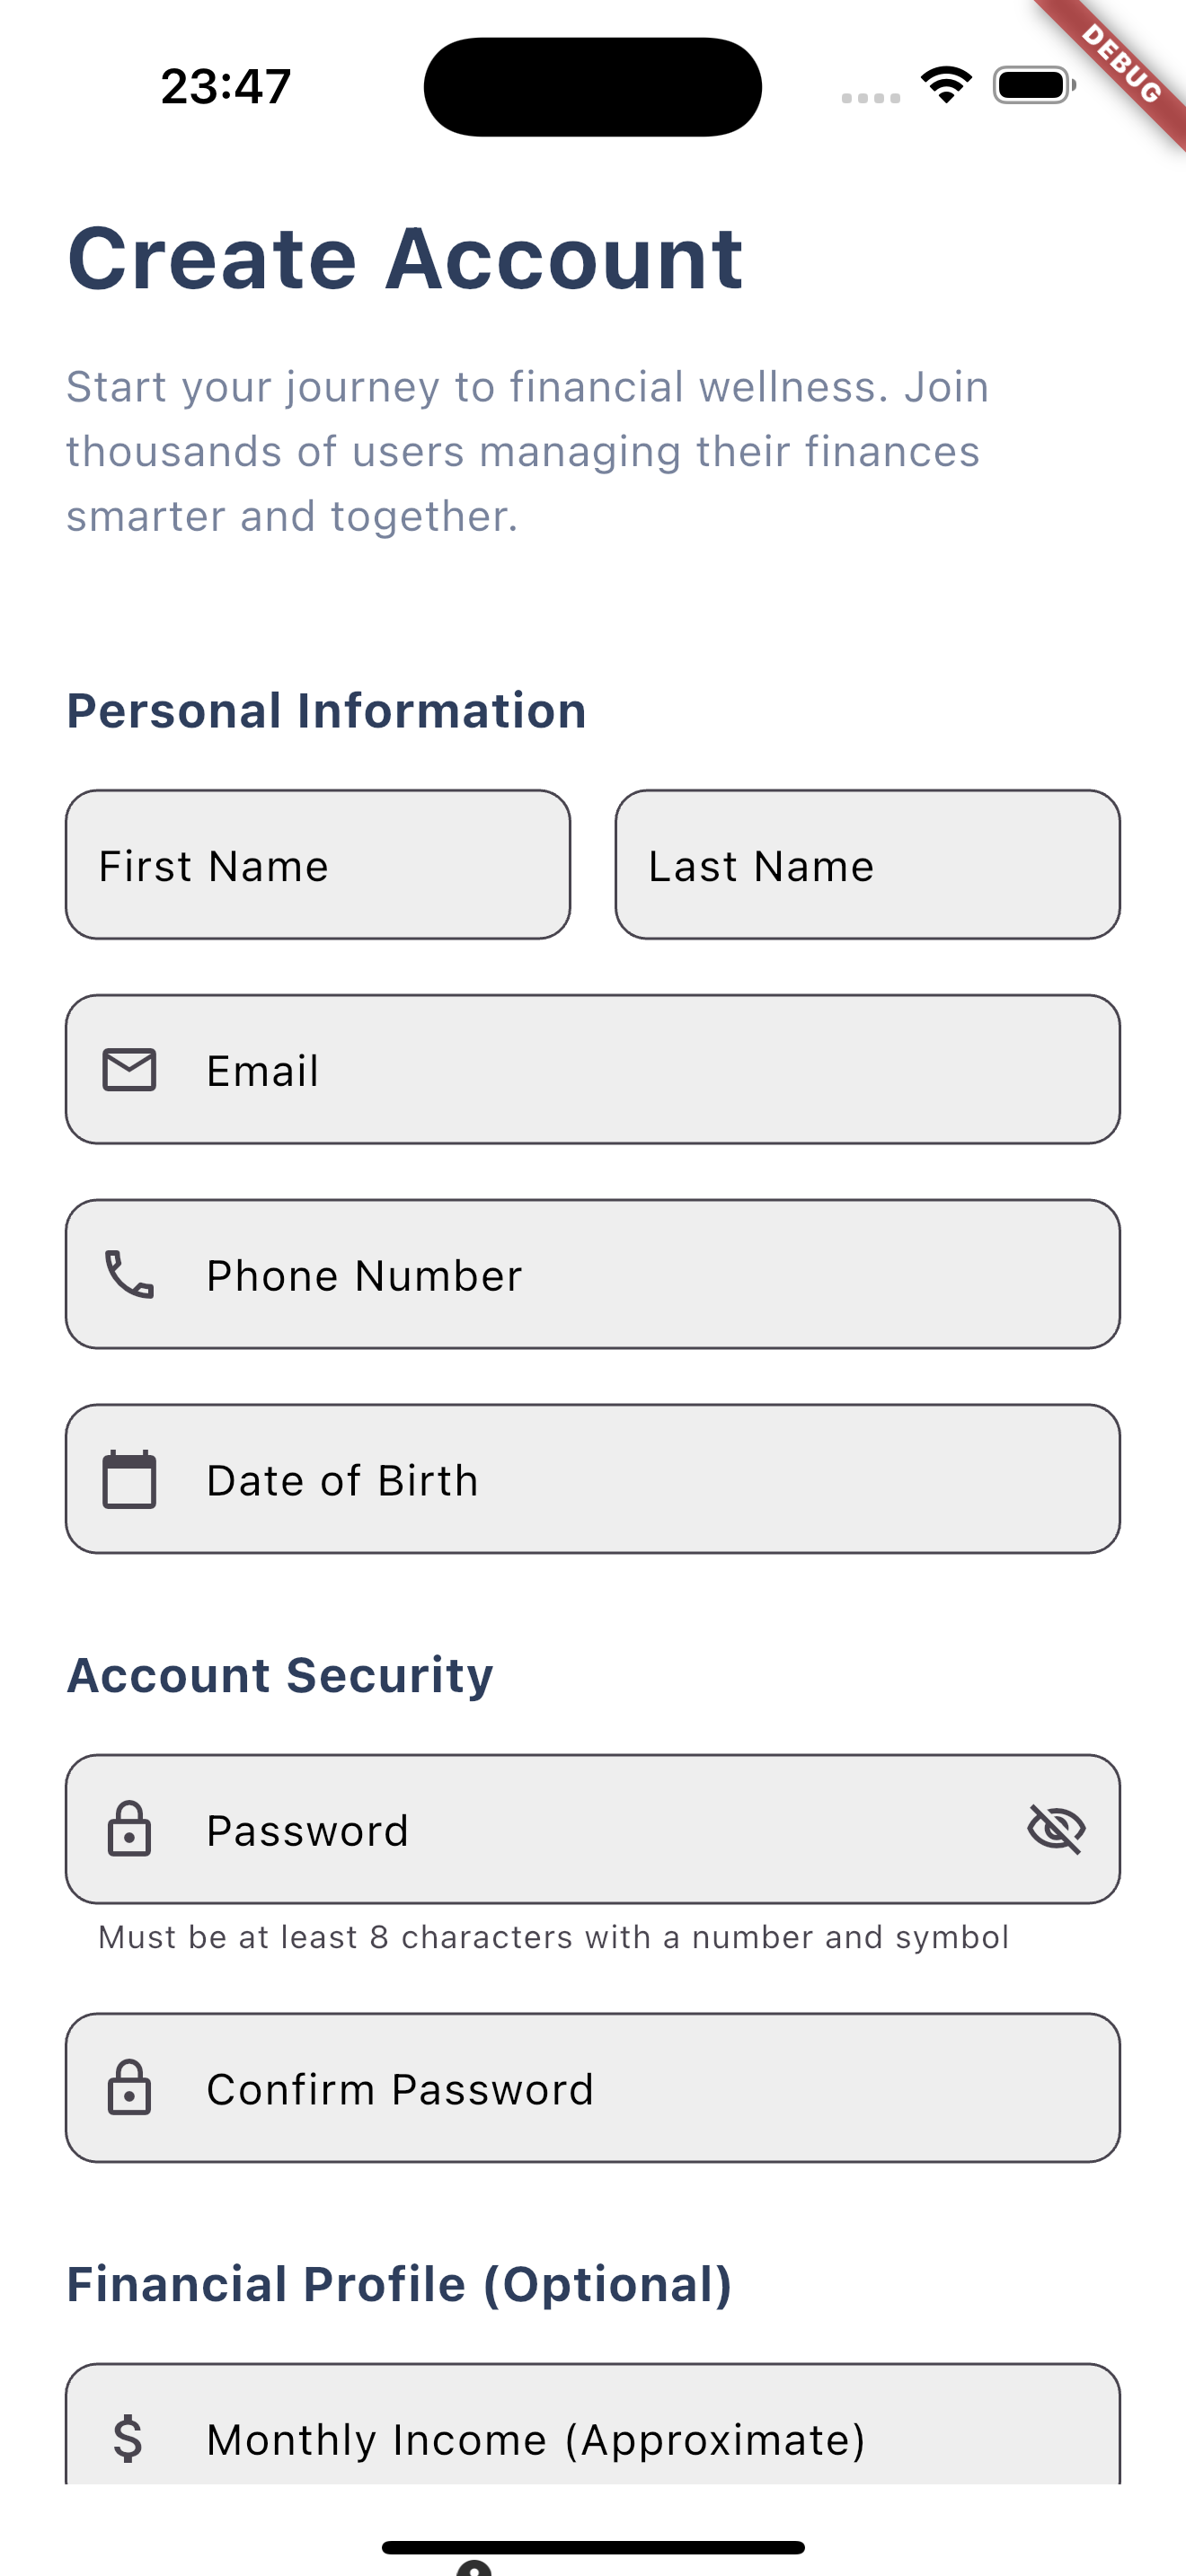 23:47
DEBUG
Create Account
Start your journey to financial wellness. Join
thousands of users managing their finances
smarter and together.
Personal Information
First Name
Last Name
Email
Phone Number
Date of Birth
Account Security
Password
Must be at least 8 characters with a number and symbol
Confirm Password
Financial Profile (Optional)
$ Monthly Income (Approximate)